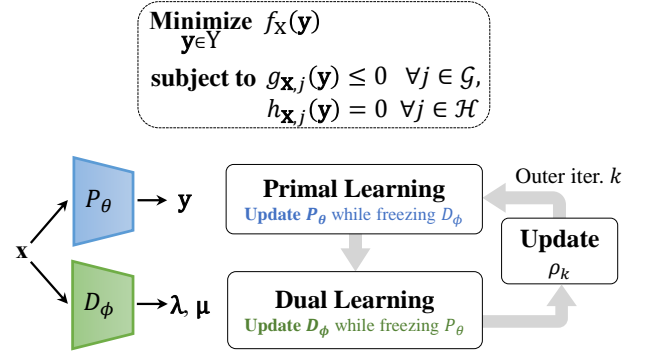 Minimize f_X(y)
y∈Y
subject to g_{x,j}(y) ≤ 0 ∀j ∈ 𝒢,
h_{x,j}(y) = 0 ∀j ∈ ℋ
Outer iter. k
P_θ
y
Primal Learning
Update P_θ while freezing D_ϕ
x
Update
ρ_k
D_ϕ
λ, μ
Dual Learning
Update D_ϕ while freezing P_θ